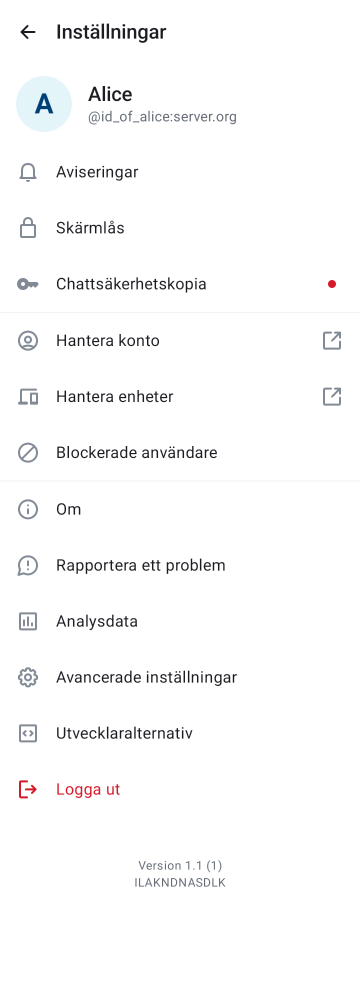 Inställningar
A
Alice
@id_of_alice:server.org
Aviseringar
Skärmlås
Chattsäkerhetskopia
Hantera konto
Hantera enheter
Blockerade användare
Om
Rapportera ett problem
Analysdata
Avancerade inställningar
Utvecklaralternativ
Logga ut
Version 1.1 (1)
ILAKNDNASDLK